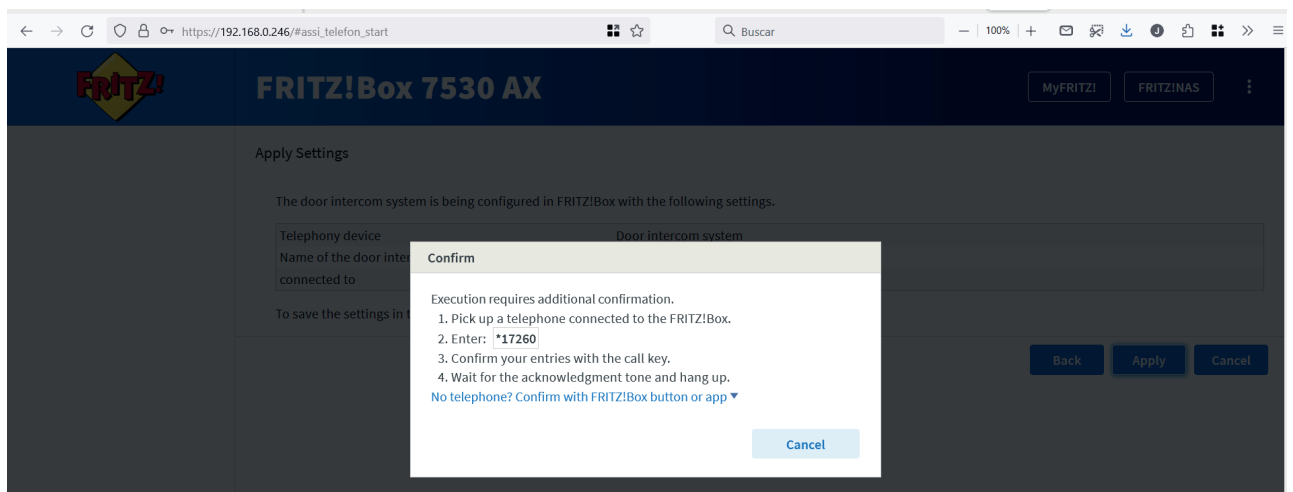 https://192.168.0.246/#assi_telefon_start
Buscar
100%
J
FRITZ!
FRITZ!Box 7530 AX
MyFRITZ!
FRITZ!NAS
Apply Settings
The door intercom system is being configured in FRITZ!Box with the following settings.
Telephony device Door intercom system
Name of the door inter
connected to
To save the settings in t
Confirm
Execution requires additional confirmation.
1. Pick up a telephone connected to the FRITZ!Box.
2. Enter: *17260
3. Confirm your entries with the call key.
4. Wait for the acknowledgment tone and hang up.
No telephone? Confirm with FRITZ!Box button or app
Cancel
Back
Apply
Cancel